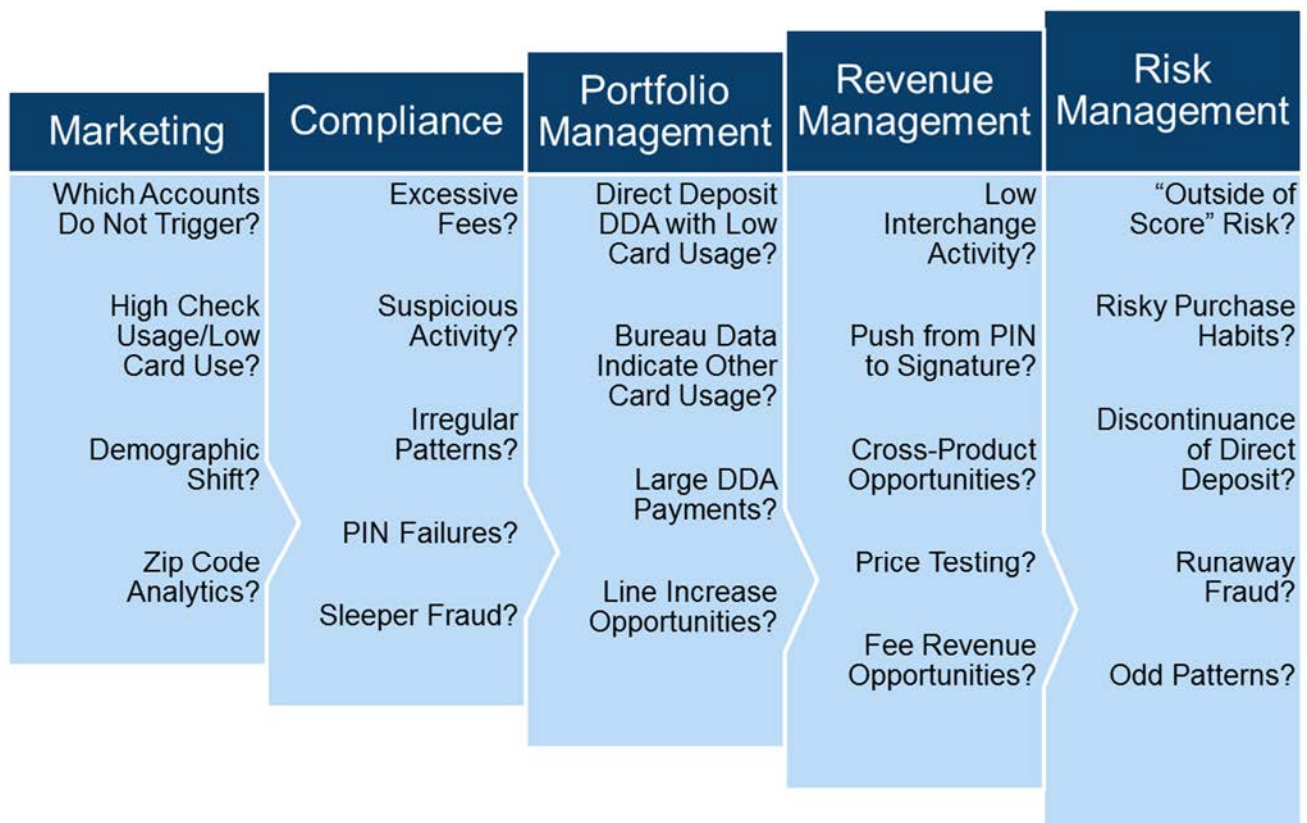 Marketing
Which Accounts
Do Not Trigger?
High Check
Usage/Low
Card Use?
Demographic
Shift?
Zip Code
Analytics?
Compliance
Excessive
Fees?
Suspicious
Activity?
Irregular
Patterns?
PIN Failures?
Sleeper Fraud?
Portfolio
Management
Direct Deposit
DDA with Low
Card Usage?
Bureau Data
Indicate Other
Card Usage?
Large DDA
Payments?
Line Increase
Opportunities?
Revenue
Management
Low
Interchange
Activity?
Push from PIN
to Signature?
Cross-Product
Opportunities?
Price Testing?
Fee Revenue
Opportunities?
Risk
Management
“Outside of
Score” Risk?
Risky Purchase
Habits?
Discontinuance
of Direct
Deposit?
Runaway
Fraud?
Odd Patterns?